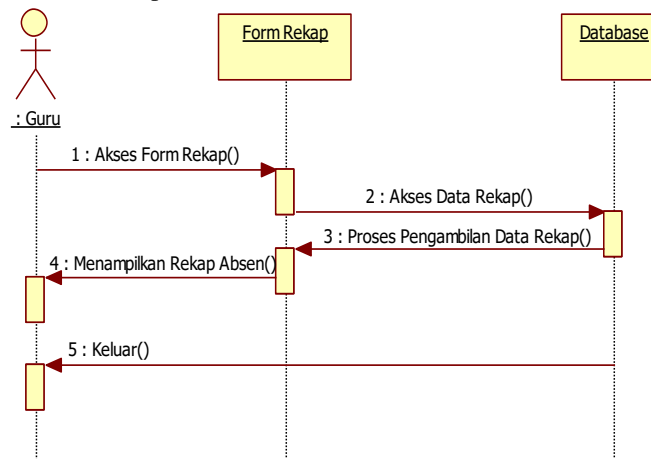 Form Rekap
Database
: Guru
1 : Akses Form Rekap()
2 : Akses Data Rekap()
3 : Proses Pengambilan Data Rekap()
4 : Menampilkan Rekap Absen()
5 : Keluar()